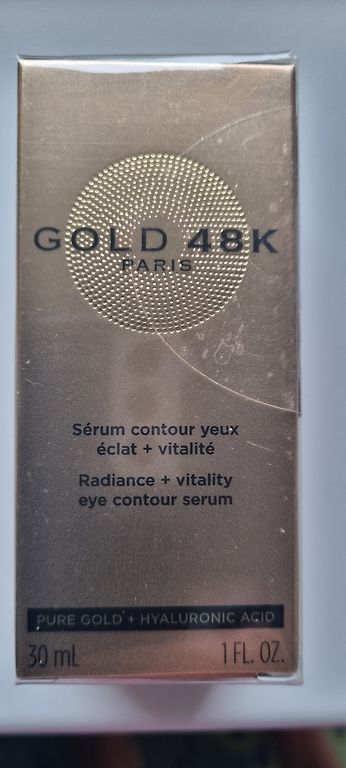 GOLD 48K
PARIS
Sérum contour yeux
éclat + vitalité
Radiance + vitality
eye contour serum
PURE GOLD + HYALURONIC ACID
30 mL 1 FL. OZ.